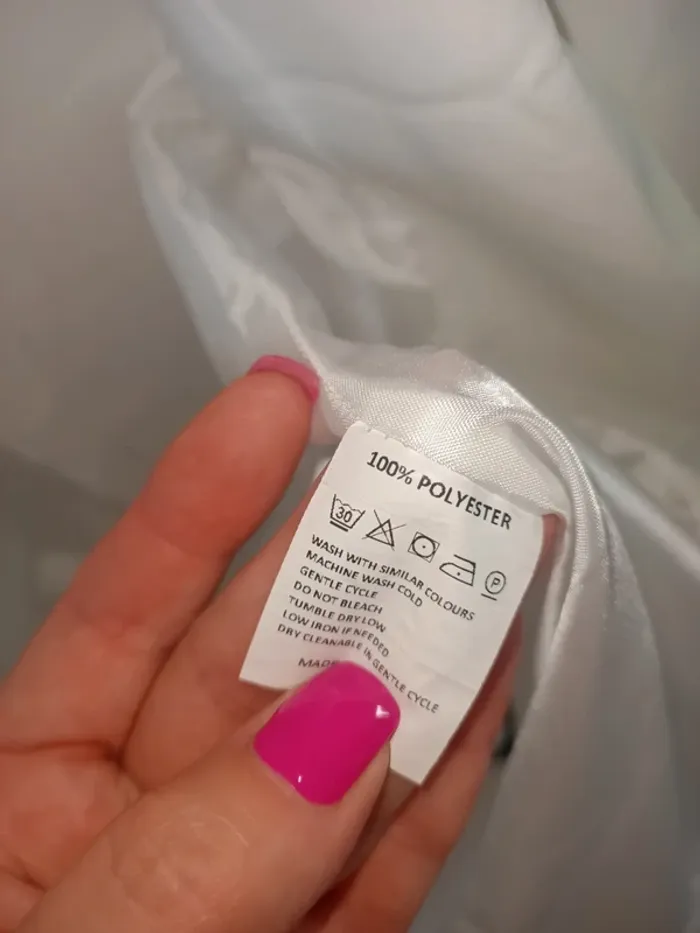 100% POLYESTER
30 P
WASH WITH SIMILAR COLOURS
MACHINE WASH COLD
GENTLE CYCLE
DO NOT BLEACH
TUMBLE DRY LOW
LOW IRON IF NEEDED
DRY CLEANABLE IN GENTLE CYCLE